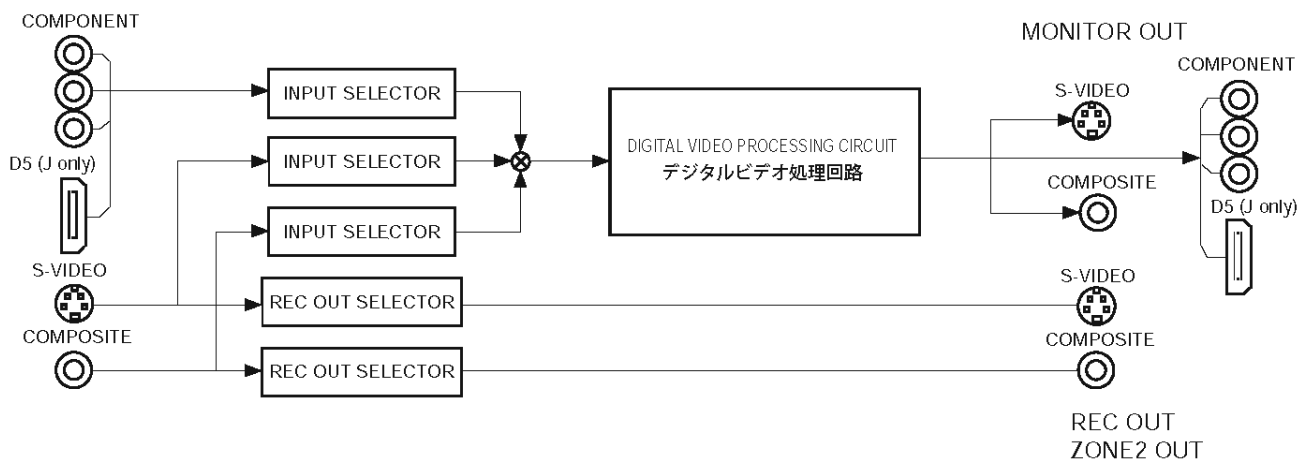 COMPONENT
MONITOR OUT
COMPONENT
S-VIDEO
INPUT SELECTOR
DIGITAL VIDEO PROCESSING CIRCUIT
デジタルビデオ処理回路
D5 (J only)
INPUT SELECTOR
COMPOSITE
D5 (J only)
INPUT SELECTOR
S-VIDEO
REC OUT SELECTOR
S-VIDEO
COMPOSITE
REC OUT SELECTOR
COMPOSITE
REC OUT
ZONE2 OUT